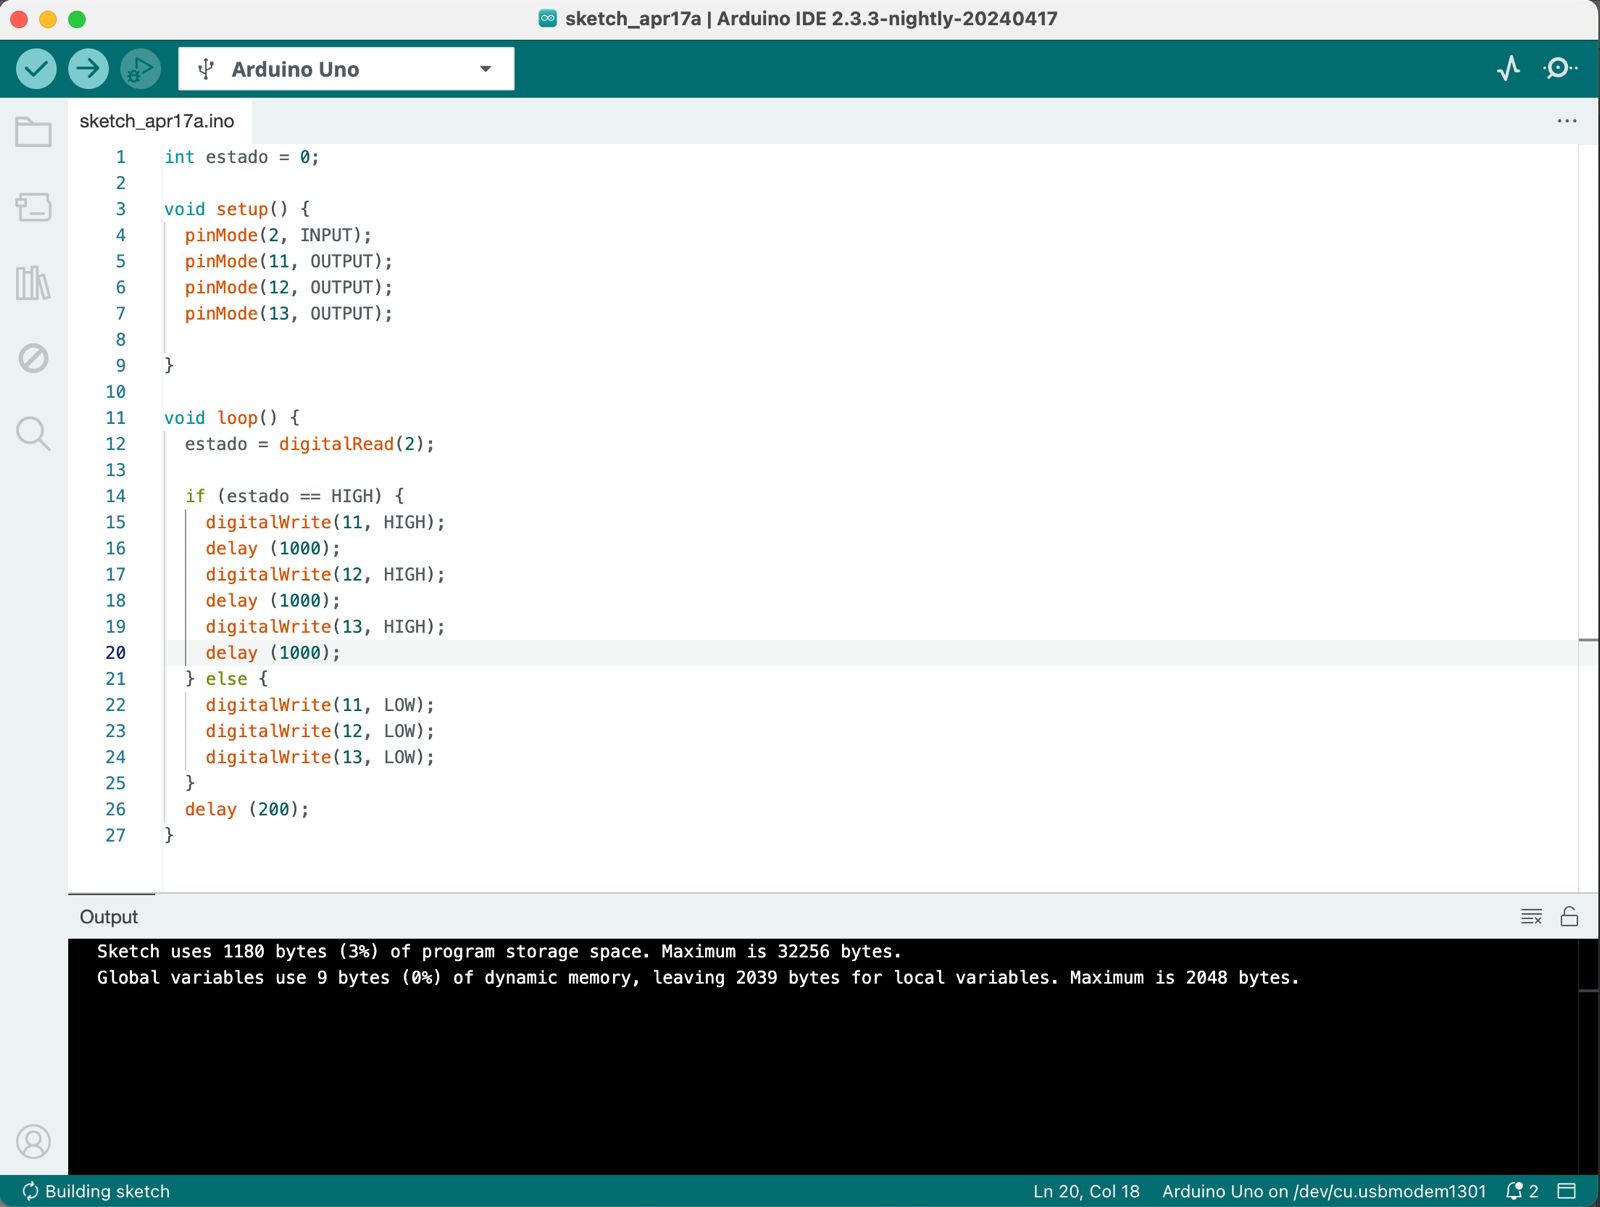 sketch_apr17a | Arduino IDE 2.3.3-nightly-20240417
Arduino Uno
sketch_apr17a.ino
1 int estado = 0;
2
3 void setup() {
4 pinMode(2, INPUT);
5 pinMode(11, OUTPUT);
6 pinMode(12, OUTPUT);
7 pinMode(13, OUTPUT);
8
9 }
10
11 void loop() {
12 estado = digitalRead(2);
13
14 if (estado == HIGH) {
15 digitalWrite(11, HIGH);
16 delay (1000);
17 digitalWrite(12, HIGH);
18 delay (1000);
19 digitalWrite(13, HIGH);
20 delay (1000);
21 } else {
22 digitalWrite(11, LOW);
23 digitalWrite(12, LOW);
24 digitalWrite(13, LOW);
25 }
26 delay (200);
27 }
Output
Sketch uses 1180 bytes (3%) of program storage space. Maximum is 32256 bytes.
Global variables use 9 bytes (0%) of dynamic memory, leaving 2039 bytes for local variables. Maximum is 2048 bytes.
Building sketch Ln 20, Col 18 Arduino Uno on /dev/cu.usbmodem1301 2